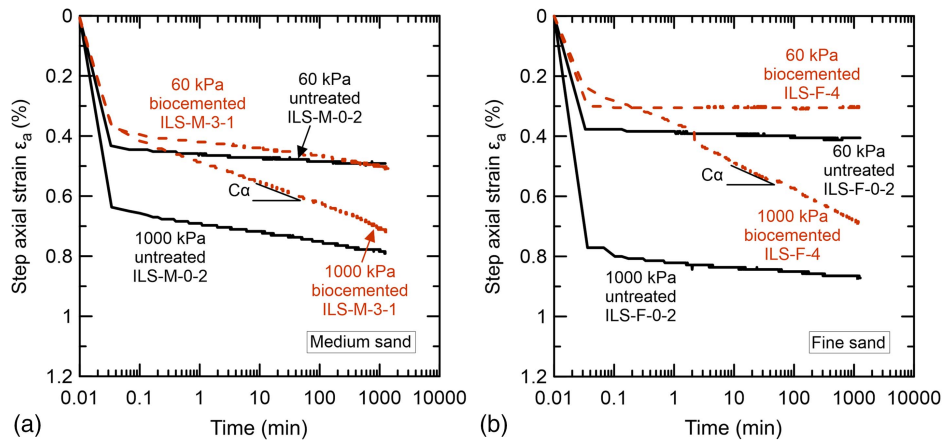 0
0.2
0.4
0.6
0.8
1
1.2
Step axial strain εa (%)
60 kPa
biocemented
ILS-M-3-1
60 kPa
untreated
ILS-M-0-2
Cα
1000 kPa
untreated
ILS-M-0-2
1000 kPa
biocemented
ILS-M-3-1
Medium sand
0.01 0.1 1 10 100 1000 10000
(a)
Time (min)
0
0.2
0.4
0.6
0.8
1
1.2
Step axial strain εa (%)
60 kPa
biocemented
ILS-F-4
60 kPa
untreated
ILS-F-0-2
Cα
1000 kPa
biocemented
ILS-F-4
1000 kPa
untreated
ILS-F-0-2
Fine sand
0.01 0.1 1 10 100 1000 10000
(b)
Time (min)